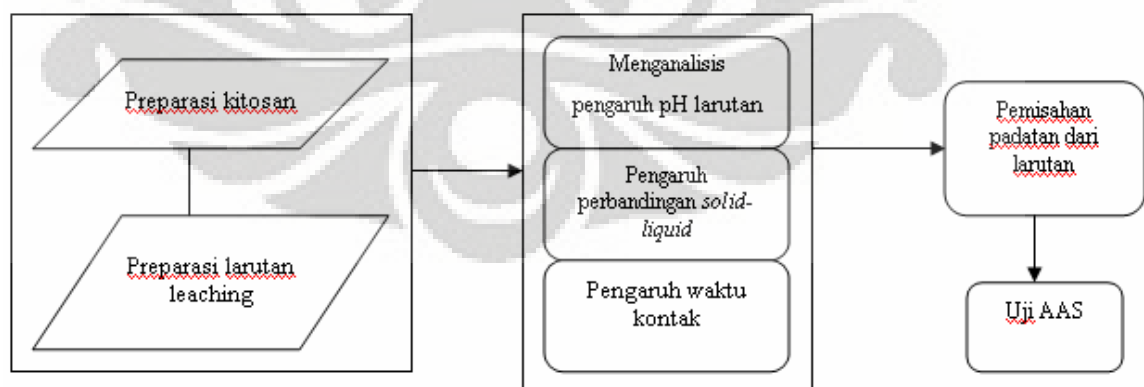 Preparasi kitosan
Preparasi larutan
leaching
Menganalisis
pengaruh pH larutan
Pengaruh
perbandingan solid-
liquid
Pengaruh waktu
kontak
Pemisahan
padatan dari
larutan
Uji AAS